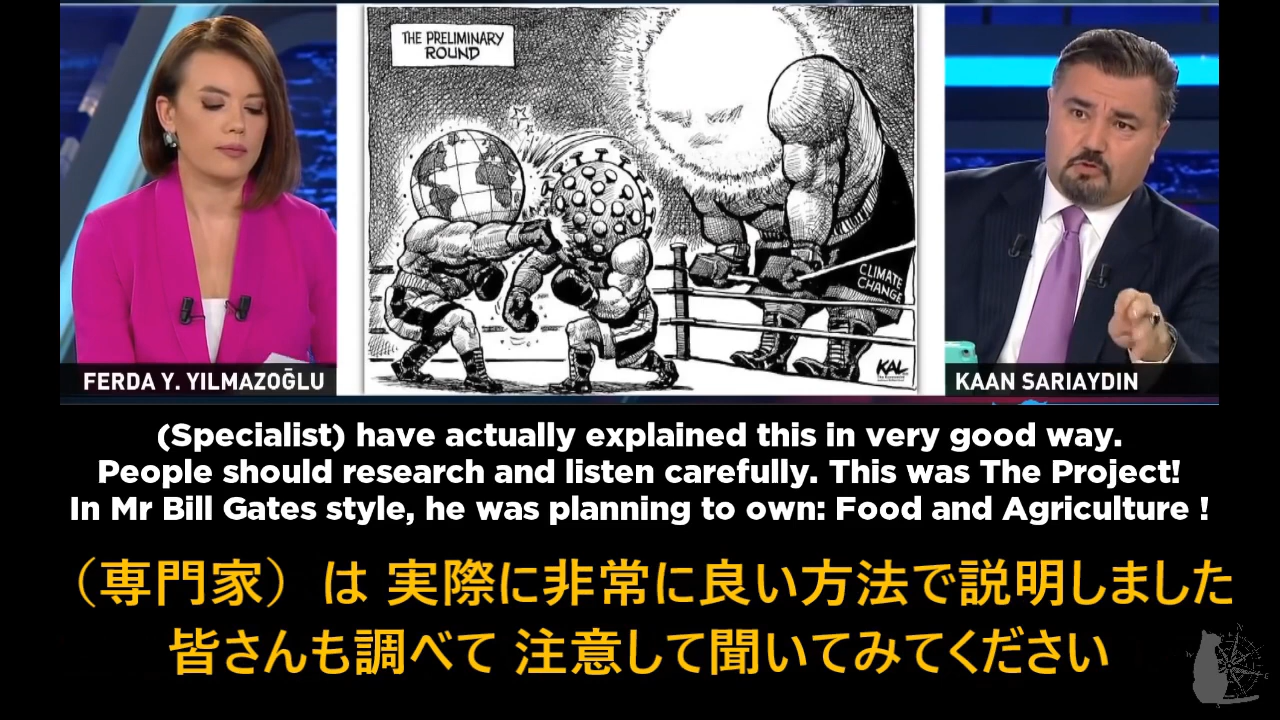 THE PRELIMINARY
ROUND
CLIMATE
CHANGE
KAL
FERDA Y. YILMAZOĞLU
KAAN SARIAYDIN
(Specialist) have actually explained this in very good way.
People should research and listen carefully. This was The Project!
In Mr Bill Gates style, he was planning to own: Food and Agriculture !
（専門家）は 実際に非常に良い方法で説明しました
皆さんも調べて 注意して聞いてみてください